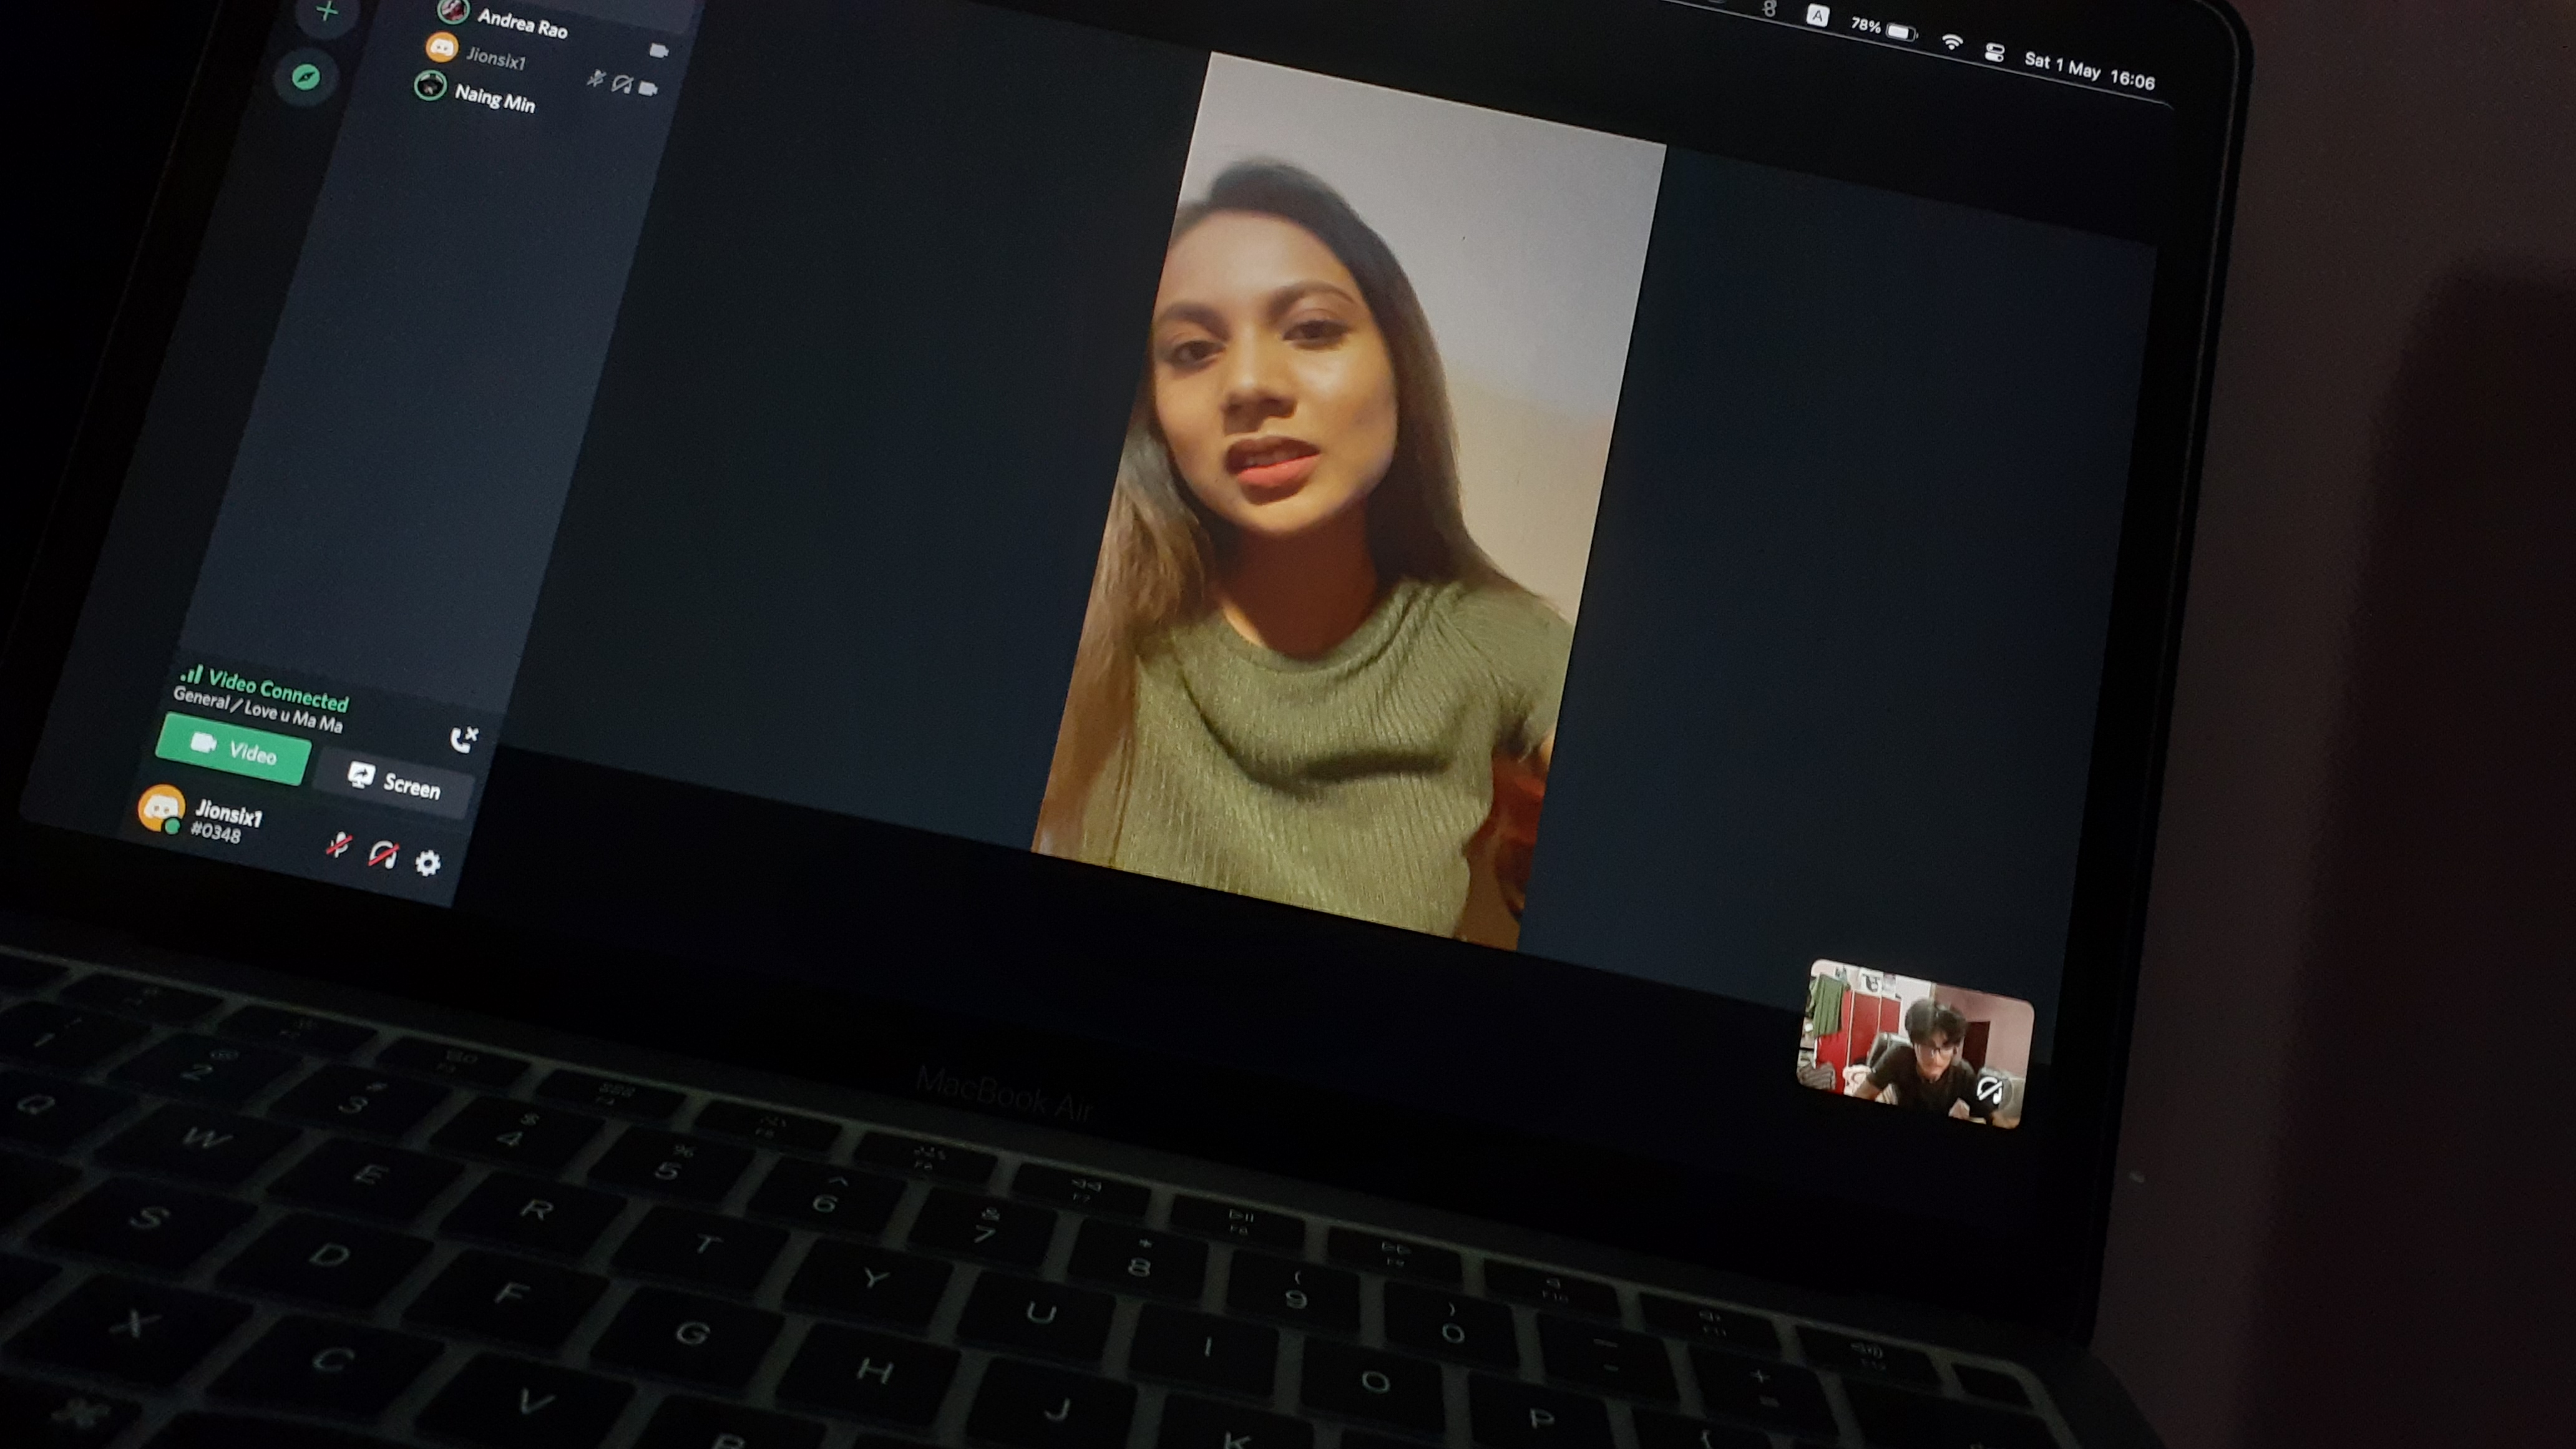 A 78% Sat 1 May 16:06
Andrea Rao
Jionsix1
Naing Min
Video Connected
General / Love u Ma Ma
Video Screen
Jionsix1
#0348
MacBook Air
1 @ 2 # 3 $ 4 % 5 ^ 6 & 7 * 8 ( 9 ) 0 — - + =
Q W E R T Y U I O P {
S D F G H J K
X C V B